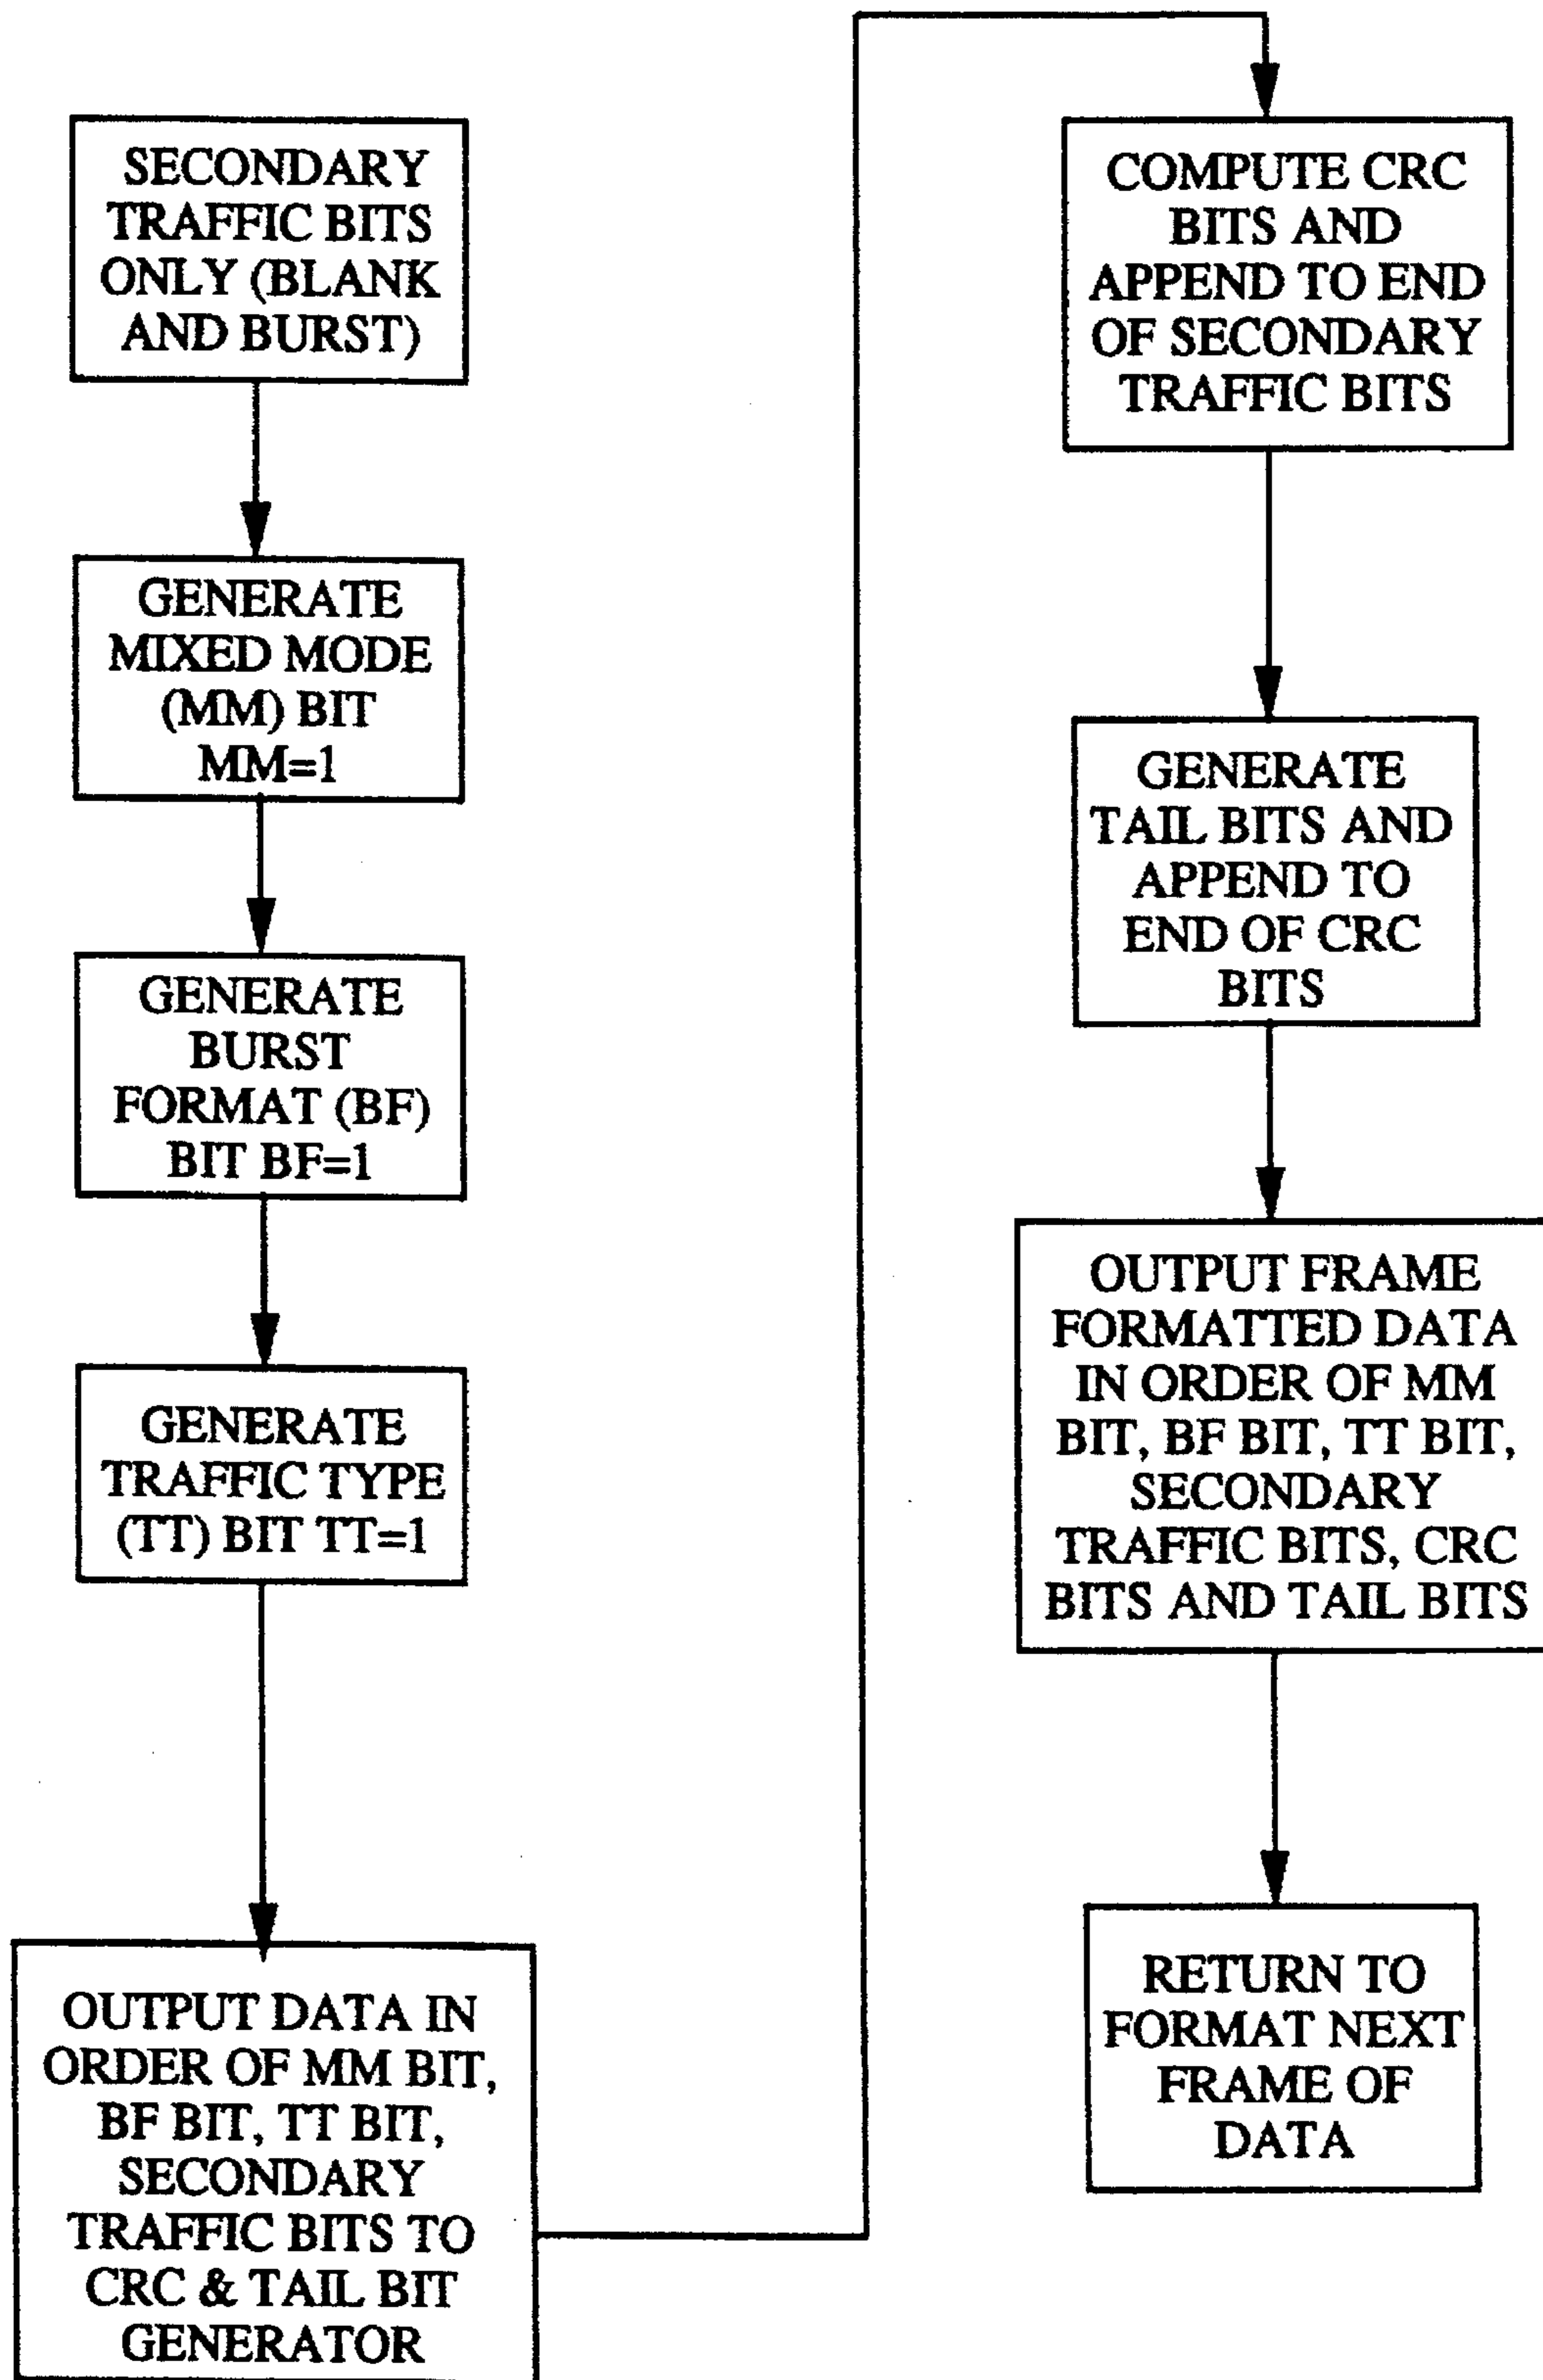 SECONDARY
TRAFFIC BITS
ONLY (BLANK
AND BURST)
GENERATE
MIXED MODE
(MM) BIT
MM=1
GENERATE
BURST
FORMAT (BF)
BIT BF=1
GENERATE
TRAFFIC TYPE
(TT) BIT TT=1
OUTPUT DATA IN
ORDER OF MM BIT,
BF BIT, TT BIT,
SECONDARY
TRAFFIC BITS TO
CRC & TAIL BIT
GENERATOR
COMPUTE CRC
BITS AND
APPEND TO END
OF SECONDARY
TRAFFIC BITS
GENERATE
TAIL BITS AND
APPEND TO
END OF CRC
BITS
OUTPUT FRAME
FORMATTED DATA
IN ORDER OF MM
BIT, BF BIT, TT BIT,
SECONDARY
TRAFFIC BITS, CRC
BITS AND TAIL BITS
RETURN TO
FORMAT NEXT
FRAME OF
DATA